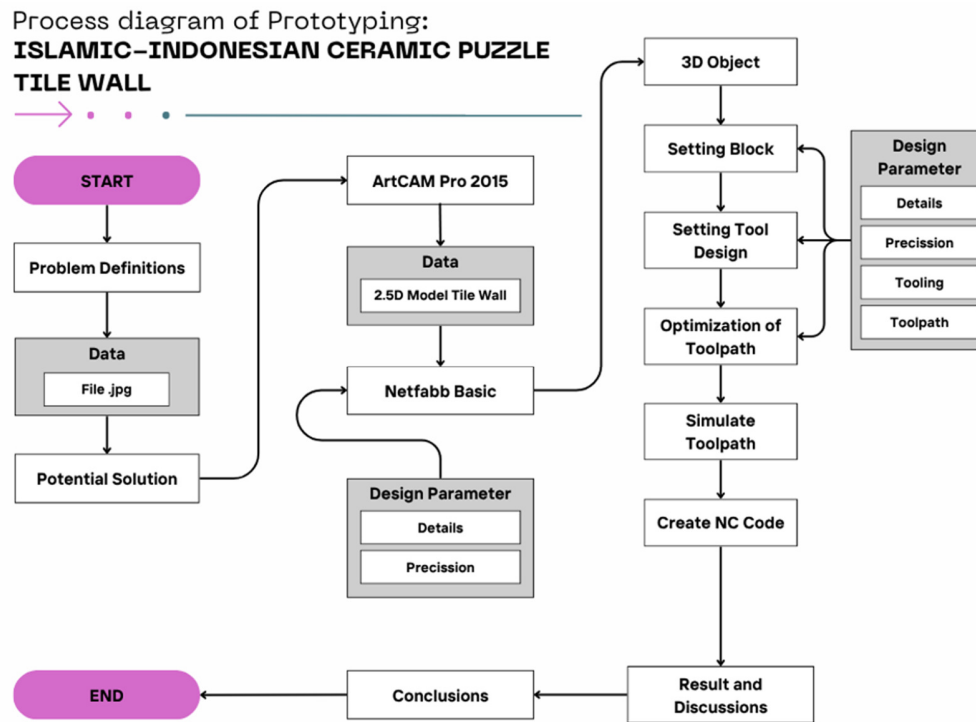 Process diagram of Prototyping:
ISLAMIC-INDONESIAN CERAMIC PUZZLE
TILE WALL
START
Problem Definitions
Data
File .jpg
Potential Solution
ArtCAM Pro 2015
Data
2.5D Model Tile Wall
Netfabb Basic
Design Parameter
Details
Precission
3D Object
Setting Block
Setting Tool
Design
Optimization of
Toolpath
Simulate
Toolpath
Create NC Code
Design
Parameter
Details
Precission
Tooling
Toolpath
Result and
Discussions
Conclusions
END